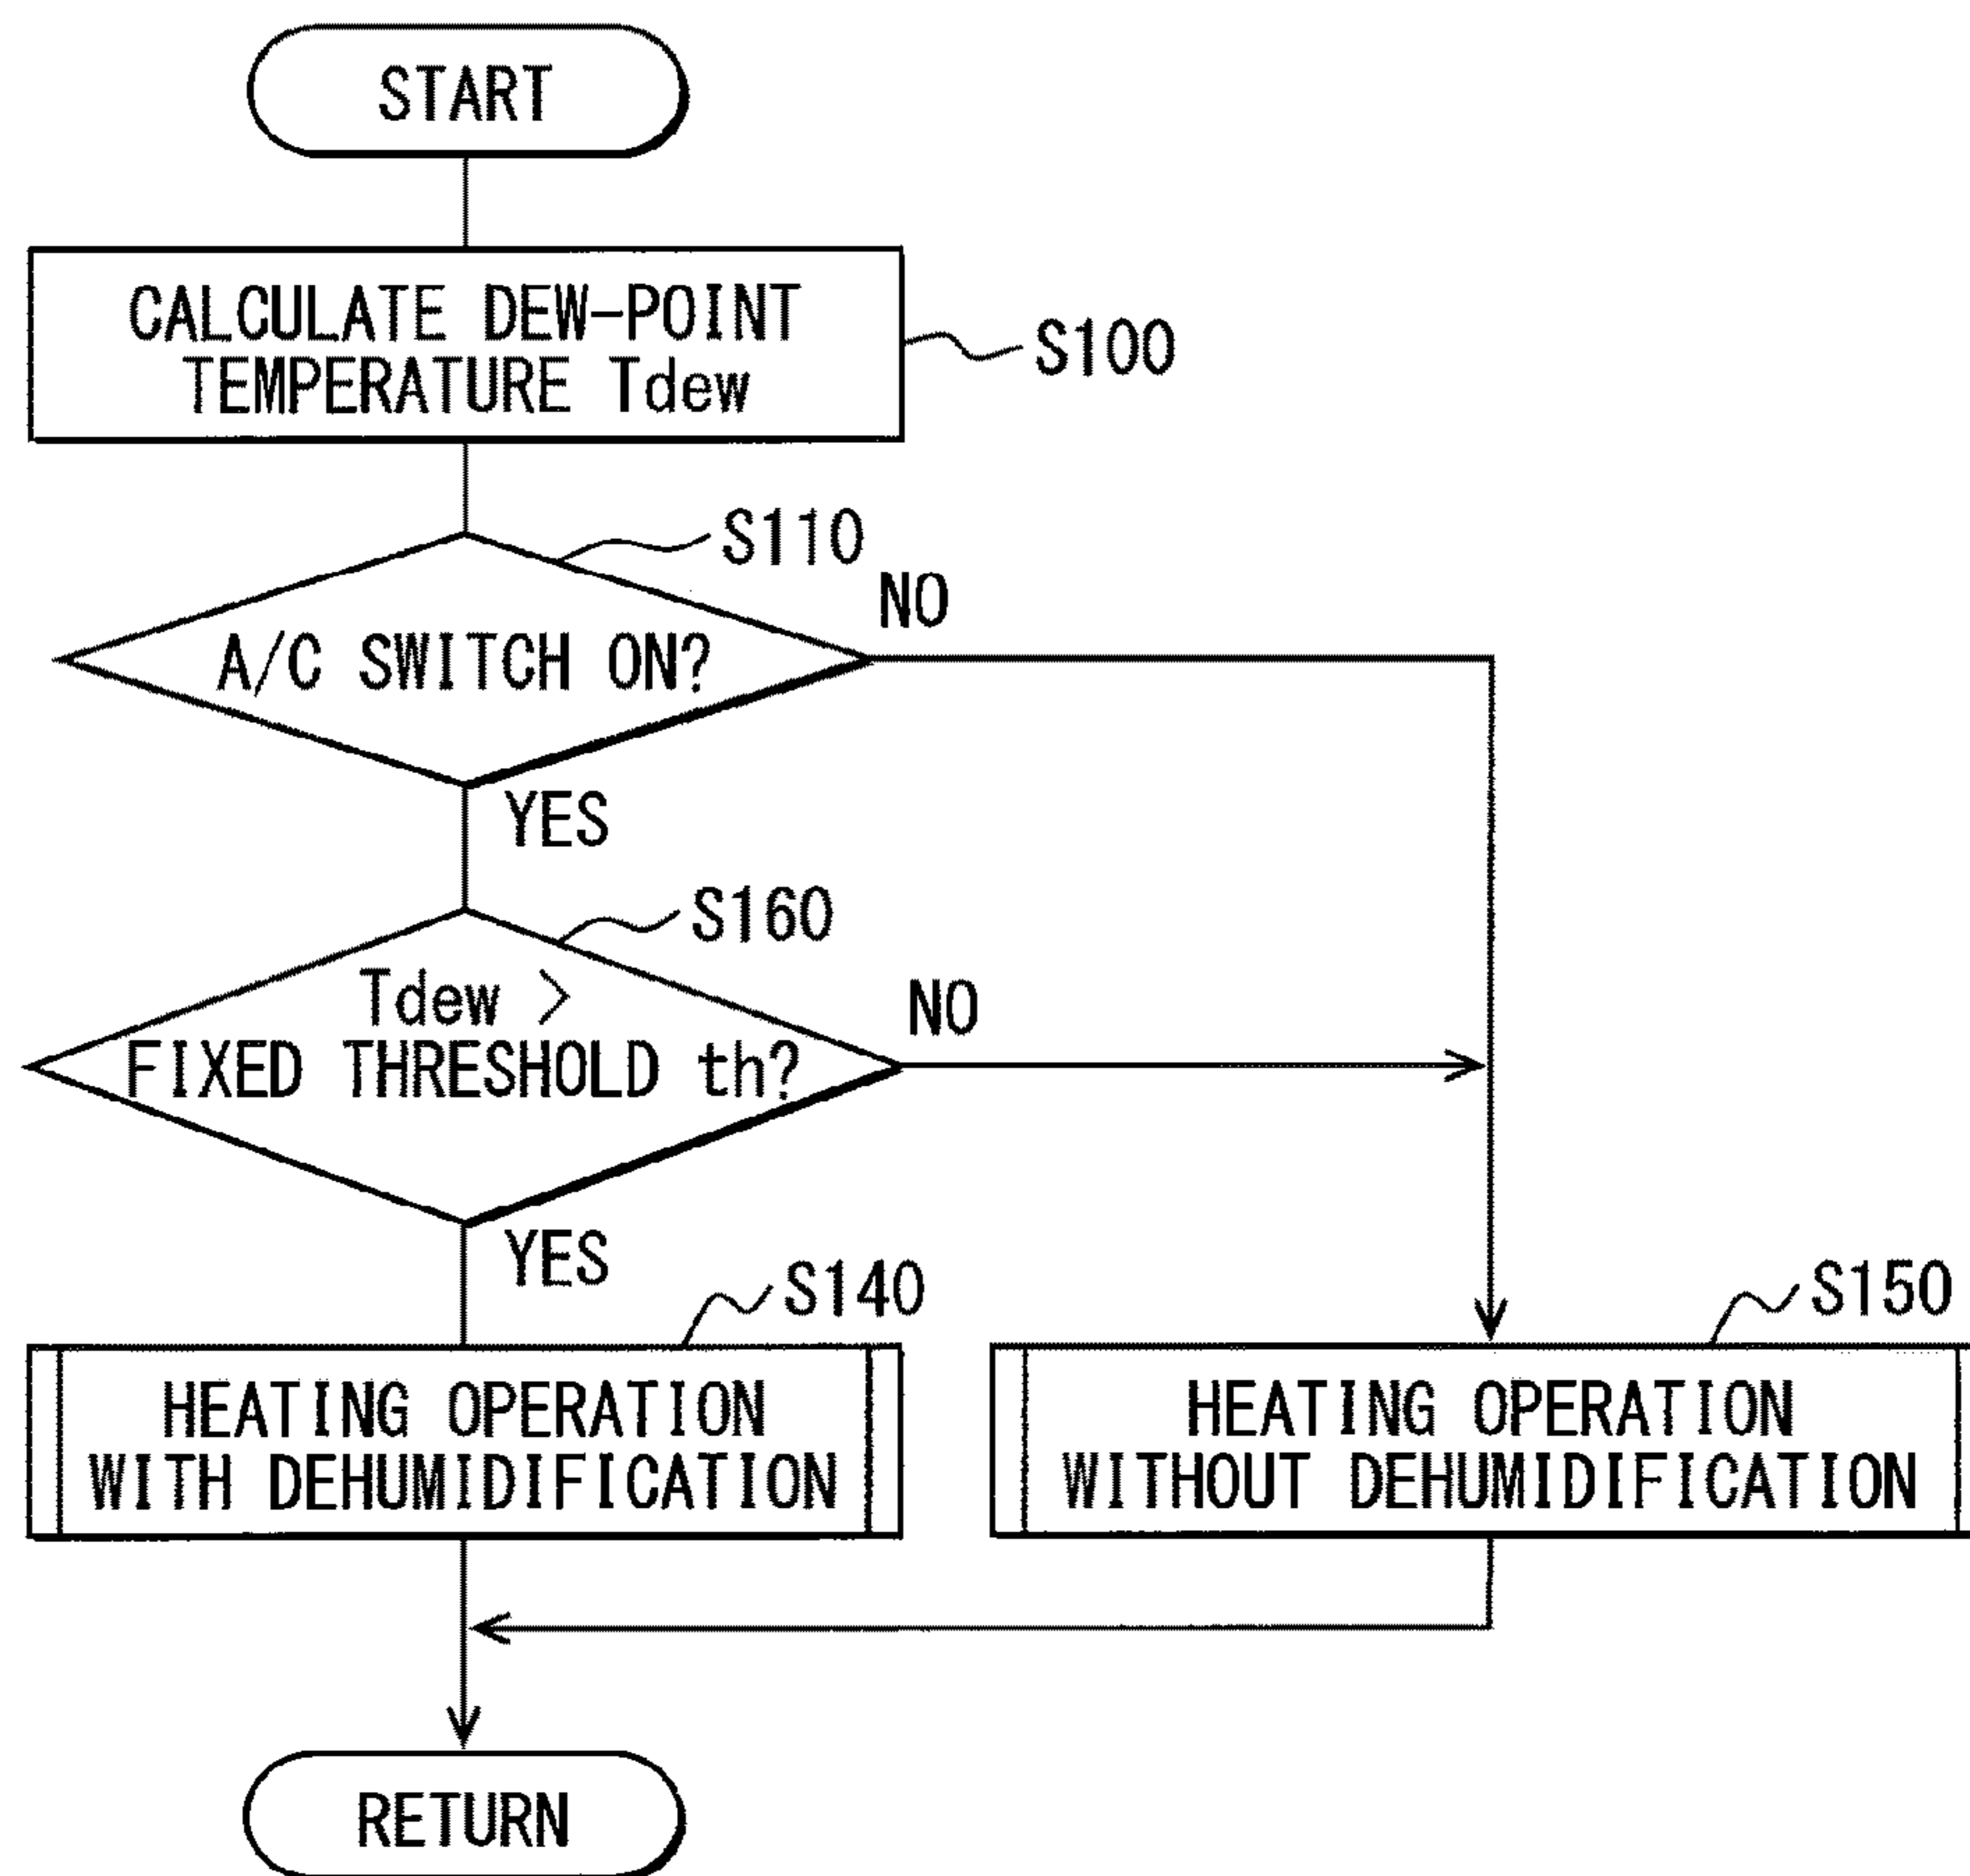 START
CALCULATE DEW-POINT
TEMPERATURE Tdew
S100
S110
A/C SWITCH ON?
NO
YES
S160
Tdew >
FIXED THRESHOLD th?
NO
YES
S140
HEATING OPERATION
WITH DEHUMIDIFICATION
S150
HEATING OPERATION
WITHOUT DEHUMIDIFICATION
RETURN